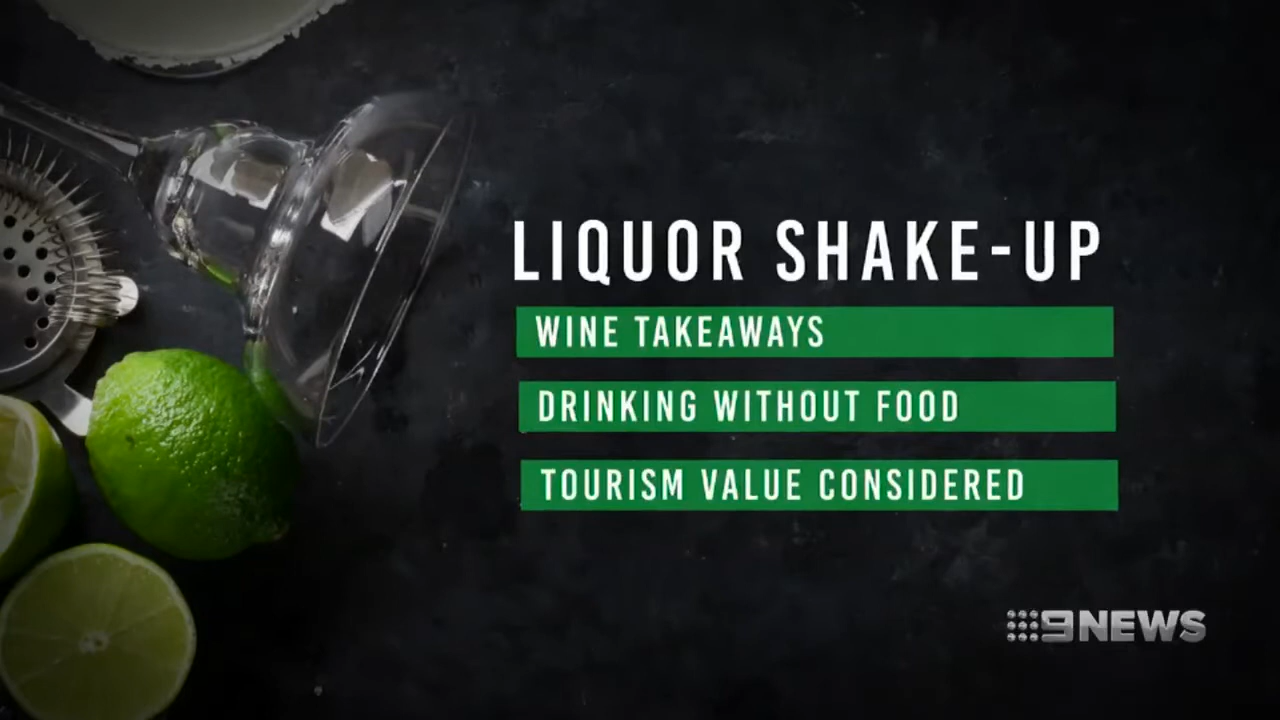 LIQUOR SHAKE-UP
WINE TAKEAWAYS
DRINKING WITHOUT FOOD
TOURISM VALUE CONSIDERED
9NEWS